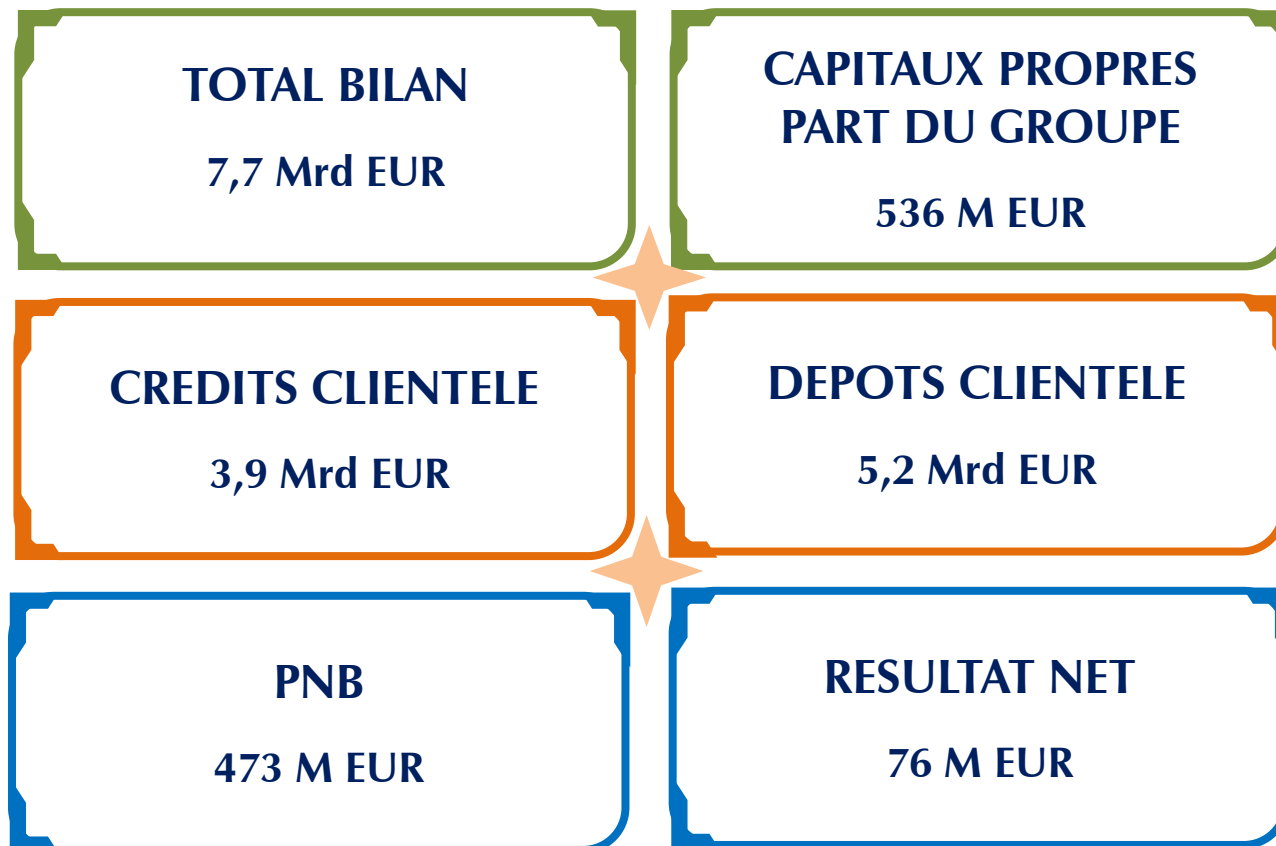 TOTAL BILAN
7,7 Mrd EUR
CAPITAUX PROPRES
PART DU GROUPE
536 M EUR
CREDITS CLIENTELE
3,9 Mrd EUR
DEPOTS CLIENTELE
5,2 Mrd EUR
PNB
473 M EUR
RESULTAT NET
76 M EUR